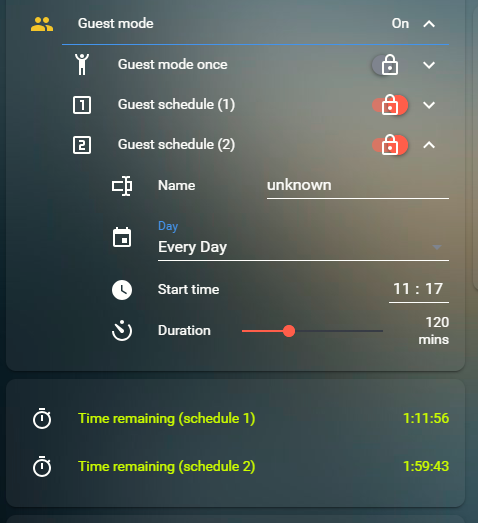 Guest mode On
Guest mode once
1 Guest schedule (1)
2 Guest schedule (2)
Name unknown
Day
Every Day
Start time 11 : 17
Duration 120
mins
Time remaining (schedule 1) 1:11:56
Time remaining (schedule 2) 1:59:43